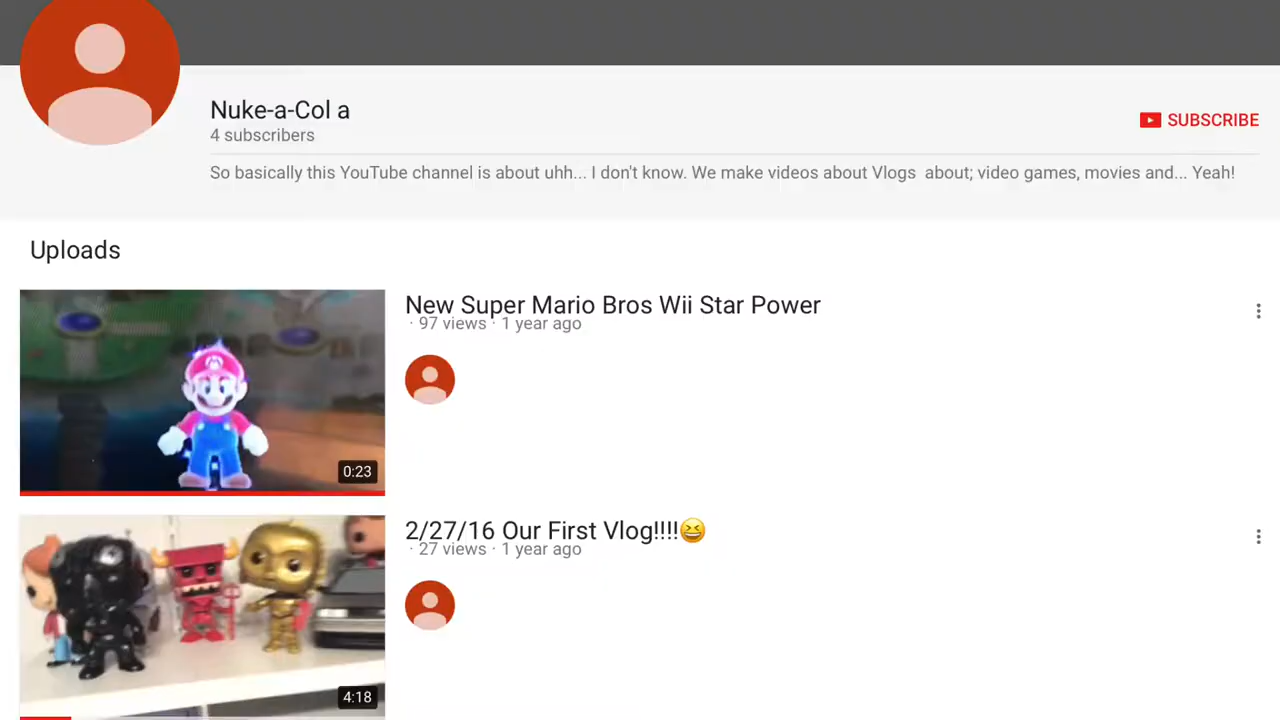 Nuke-a-Col a
4 subscribers
SUBSCRIBE
So basically this YouTube channel is about uhh... I don't know. We make videos about Vlogs  about; video games, movies and... Yeah!
Uploads
New Super Mario Bros Wii Star Power
· 97 views · 1 year ago
0:23
2/27/16 Our First Vlog!!!!😆
· 27 views · 1 year ago
4:18